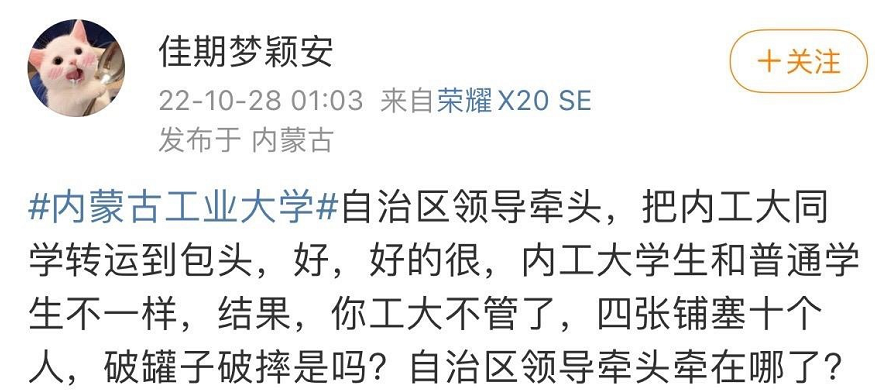 佳期梦颖安
+关注
22-10-28 01:03 来自荣耀X20 SE
发布于 内蒙古
#内蒙古工业大学#自治区领导牵头，把内工大同
学转运到包头，好，好的很，内工大学生和普通学
生不一样，结果，你工大不管了，四张铺塞十个
人，破罐子破摔是吗？自治区领导牵头牵在哪了？